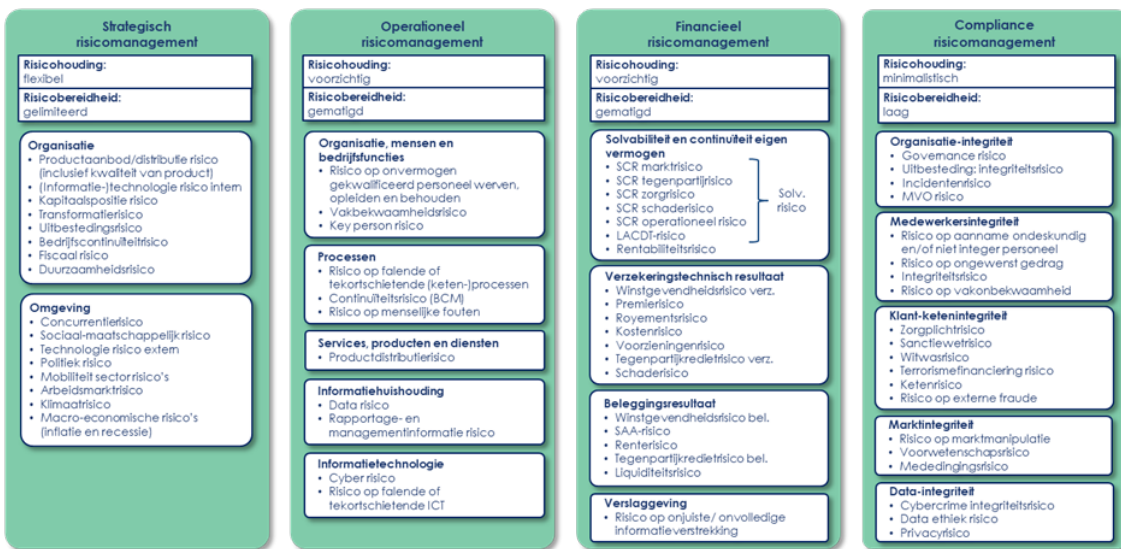 Strategisch
risicomanagement
Risicohouding:
flexibel
Risicobereidheid:
gelimiteerd
Organisatie
• Productaanbod/distributie risico
(inclusief kwaliteit van product)
• (Informatie-)technologie risico intern
• Kapitaalspositie risico
• Transformatierisico
• Uitbestedingsrisico
• Bedrijfscontinuïteitrisico
• Fiscaal risico
• Duurzaamheidsrisico
Omgeving
• Concurrentierisico
• Sociaal-maatschappelijk risico
• Technologie risico extern
• Politiek risico
• Mobiliteit sector risico's
• Arbeidsmarktrisico
• Klimaatrisico
• Macro-economische risico's
(inflatie en recessie)
Operationeel
risicomanagement
Risicohouding:
voorzichtig
Risicobereidheid:
gematigd
Organisatie, mensen en
bedrijfsfuncties
• Risico op onvermogen
gekwalificeerd personeel werven,
opleiden en behouden
• Vakbekwaamheidsrisico
• Key person risico
Processen
• Risico op falende of
tekortschietende (keten-)processen
• Continuïteitsrisico (BCM)
• Risico op menselijke fouten
Services, producten en diensten
• Productdistributierisico
Informatiehuishouding
• Data risico
• Rapportage- en
managementinformatie risico
Informatietechnologie
• Cyber risico
• Risico op falende of
tekortschietende ICT
Financieel
risicomanagement
Risicohouding:
voorzichtig
Risicobereidheid:
gematigd
Solvabiliteit en continuïteit eigen
vermogen
• SCR marktrisico
• SCR tegenpartijrisico
• SCR zorgrisico
• SCR schaderisico
• SCR operationeel risico
• LACDT-risico
• Rentabiliteitsrisico
Solv.
risico
Verzekeringstechnisch resultaat
• Winstgevendheidsrisico verz.
• Premierisico
• Royementsrisico
• Kostenrisico
• Voorzieningenrisico
• Tegenpartijkredietrisico verz.
• Schaderisico
Beleggingsresultaat
• Winstgevendheidsrisico bel.
• SAA-risico
• Renterisico
• Tegenpartijkredietrisico bel.
• Liquiditeitsrisico
Verslaggeving
• Risico op onjuiste/ onvolledige
informatieverstrekking
Compliance
risicomanagement
Risicohouding:
minimalistisch
Risicobereidheid:
laag
Organisatie-integriteit
• Governance risico
• Uitbesteding: integriteitsrisico
• Incidentenrisico
• MVO risico
Medewerkersintegriteit
• Risico op aanname ondeskundig
en/of niet integer personeel
• Risico op ongewenst gedrag
• Integriteitsrisico
• Risico op vakonbekwaamheid
Klant-ketenintegriteit
• Zorgplichtrisico
• Sanctiewetrisico
• Witwasrisico
• Terrorismefinanciering risico
• Ketenrisico
• Risico op externe fraude
Marktintegriteit
• Risico op marktmanipulatie
• Voorwetenschapsrisico
• Mededingingsrisico
Data-integriteit
• Cybercrime integriteitsrisico
• Data ethiek risico
• Privacyrisico